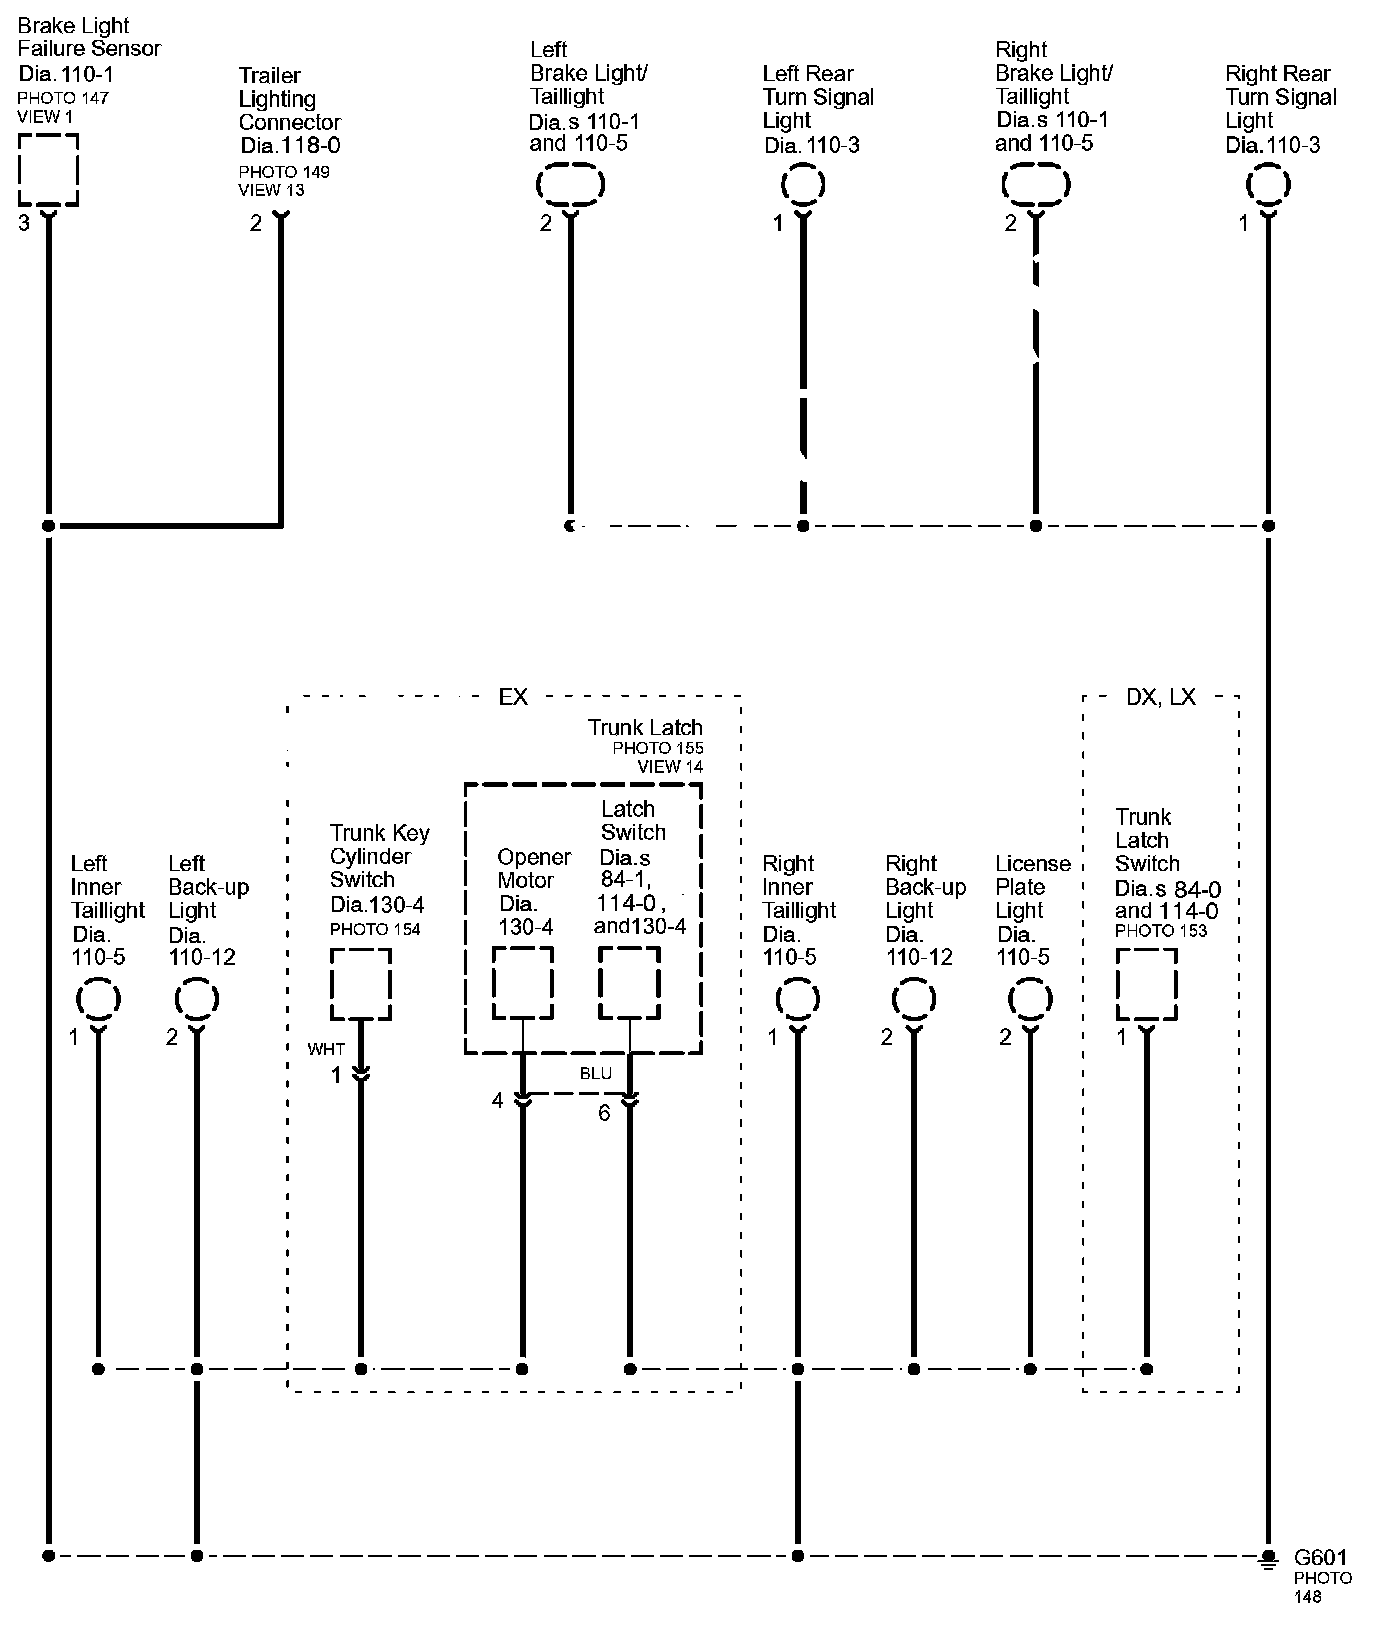 Brake Light
Failure Sensor
Dia. 110-1
PHOTO 147
VIEW 1
3
Trailer
Lighting
Connector
Dia.118-0
PHOTO 149
VIEW 13
2
Left
Brake Light/
Taillight
Dia.s 110-1
and 110-5
2
Left Rear
Turn Signal
Light
Dia. 110-3
1
Right
Brake Light/
Taillight
Dia.s 110-1
and 110-5
2
Right Rear
Turn Signal
Light
Dia.110-3
1
EX
DX, LX
Trunk Latch
PHOTO 155
VIEW 14
Left
Inner
Taillight
Dia.
110-5
1
Left
Back-up
Light
Dia.
110-12
2
Trunk Key
Cylinder
Switch
Dia.130-4
PHOTO 154
WHT
1
Opener
Motor
Dia.
130-4
4
Latch
Switch
Dia.s
84-1,
114-0 ,
and130-4
BLU
6
Right
Inner
Taillight
Dia.
110-5
1
Right
Back-up
Light
Dia.
110-12
2
License
Plate
Light
Dia.
110-5
2
Trunk
Latch
Switch
Dia.s 84-0
and 114-0
PHOTO 153
1
G601
PHOTO
148